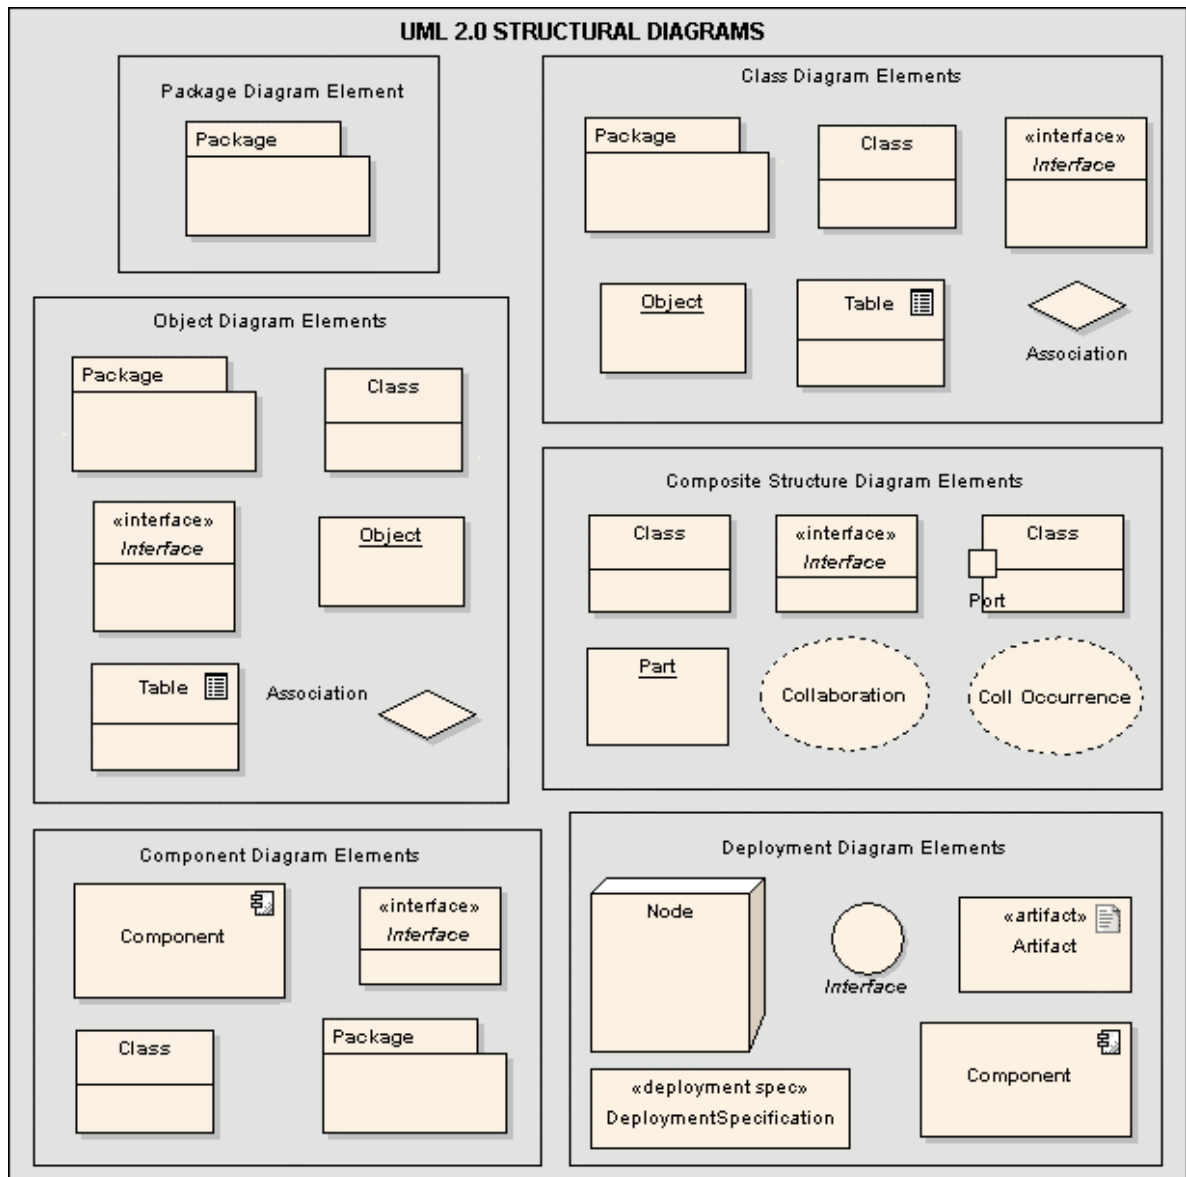 UML 2.0 STRUCTURAL DIAGRAMS
Package Diagram Element
Package
Class Diagram Elements
Package
Class
«interface»
Interface
Object
Table
Association
Object Diagram Elements
Package
Class
«interface»
Interface
Object
Table
Association
Composite Structure Diagram Elements
Class
«interface»
Interface
Class
Port
Part
Collaboration
Coll Occurrence
Component Diagram Elements
Component
«interface»
Interface
Class
Package
Deployment Diagram Elements
Node
Interface
«artifact»
Artifact
«deployment spec»
DeploymentSpecification
Component